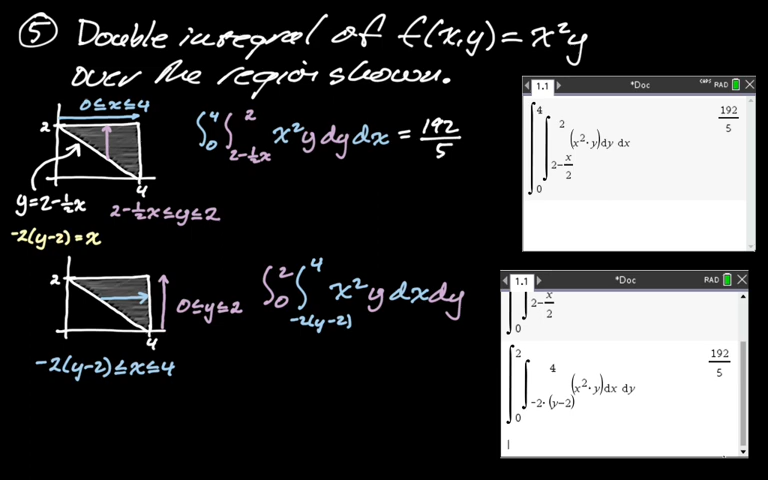 ⑤ Double integral of f(x,y) = x²y
over the region shown.
0≤x≤4
2
4
y=2-½x
2-½x≤y≤2
-2(y-2)=x
∫₀⁴∫_{2-½x}² x²y dy dx = 192/5
1.1 *Doc CAPS RAD
∫₀⁴∫_{2-x/2}² (x²·y)dy dx 192/5
2
4
0≤y≤2
-2(y-2)≤x≤4
∫₀²∫_{-2(y-2)}⁴ x²y dx dy
1.1 *Doc RAD
0 2-x/2 5
∫₀²∫_{-2·(y-2)}⁴ (x²·y)dx dy 192/5